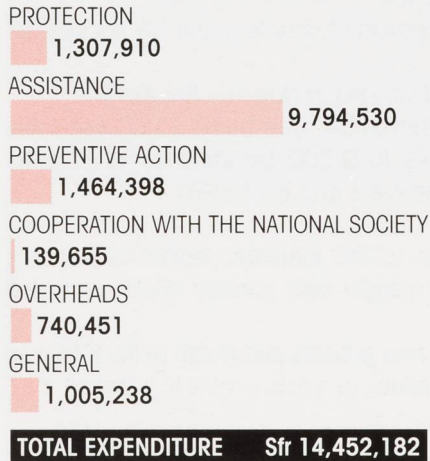 PROTECTION
1,307,910
ASSISTANCE
9,794,530
PREVENTIVE ACTION
1,464,398
COOPERATION WITH THE NATIONAL SOCIETY
139,655
OVERHEADS
740,451
GENERAL
1,005,238
TOTAL EXPENDITURE Sfr 14,452,182